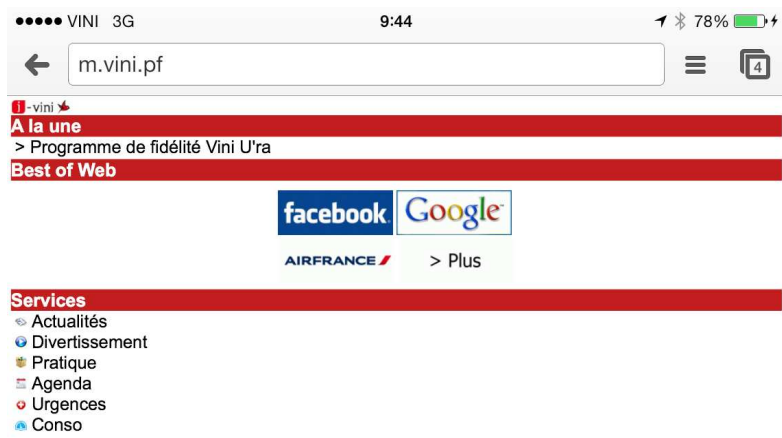 VINI 3G 9:44 78%
m.vini.pf 4
i-vini
A la une
> Programme de fidélité Vini U'ra
Best of Web
facebook Google
AIRFRANCE > Plus
Services
Actualités
Divertissement
Pratique
Agenda
Urgences
Conso